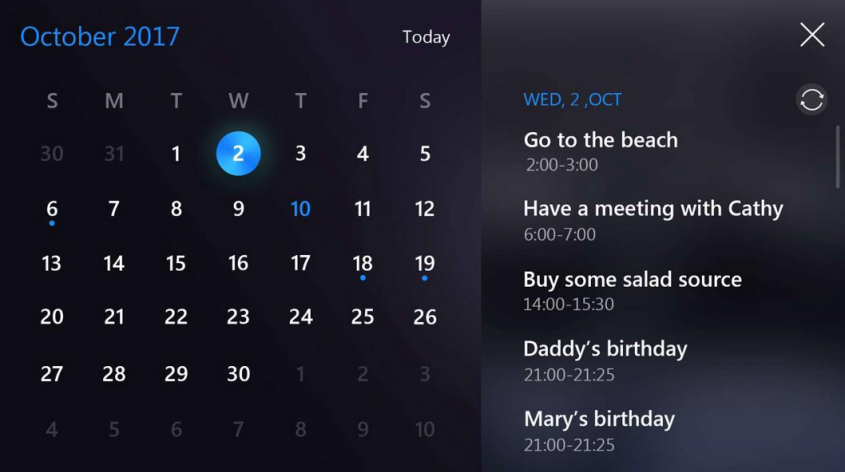 October 2017
Today
S M T W T F S
30 31 1 2 3 4 5
6 7 8 9 10 11 12
13 14 15 16 17 18 19
20 21 22 23 24 25 26
27 28 29 30 1 2 3
4 5 6 7 8 9 10
WED, 2 ,OCT
Go to the beach
2:00-3:00
Have a meeting with Cathy
6:00-7:00
Buy some salad source
14:00-15:30
Daddy's birthday
21:00-21:25
Mary's birthday
21:00-21:25